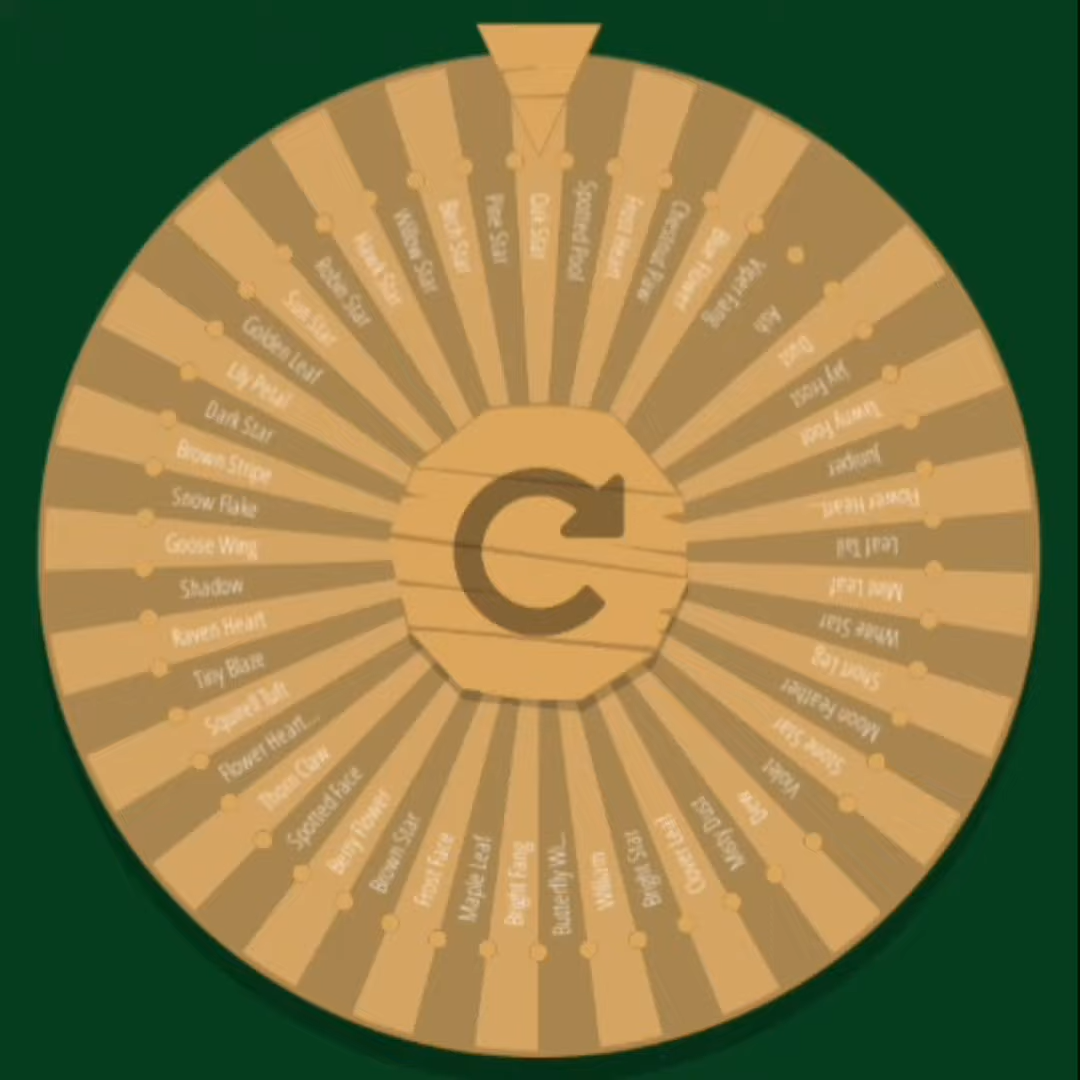 Oak Star
Spotted Pool
Frost Heart
Chestnut Paw
Blue Flower
Viper Fang
Ash
Dust
Jay Frost
Tawny Foot
Juniper
Flower Heart...
Leaf Tail
Mint Leaf
White Star
Short Leg
Moon Feather
Stone Star
Violet
Dew
Misty Dust
Clover Leaf
Bright Star
Willium
Butterfly Wi...
Bright Fang
Maple Leaf
Frost Face
Brown Star
Berry Flower
Spotted Face
Thorn Claw
Flower Heart...
Squirell Tuft
Tiny Blaze
Raven Heart
Shadow
Goose Wing
Snow Flake
Brown Stripe
Dark Star
Lily Petal
Golden Leaf
Sun Star
Robin Star
Hawk Star
Willow Star
Birch Star
Pine Star